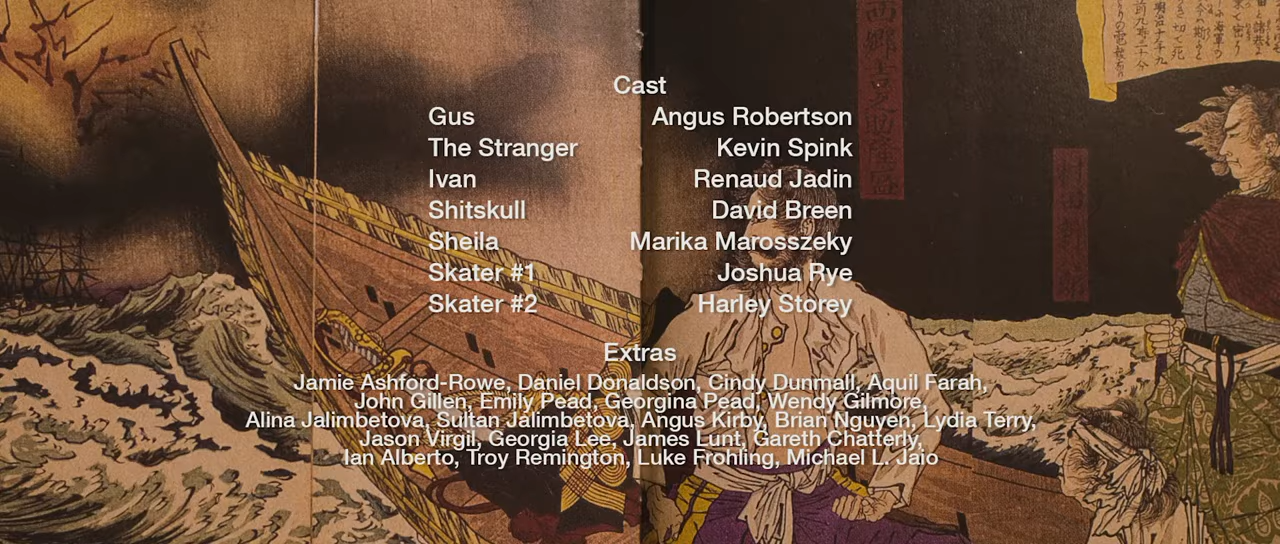 Cast
Gus Angus Robertson
The Stranger Kevin Spink
Ivan Renaud Jadin
Shitskull David Breen
Sheila Marika Marosszeky
Skater #1 Joshua Rye
Skater #2 Harley Storey
Extras
Jamie Ashford-Rowe, Daniel Donaldson, Cindy Dunmall, Aquil Farah,
John Gillen, Emily Pead, Georgina Pead, Wendy Gilmore,
Alina Jalimbetova, Sultan Jalimbetova, Angus Kirby, Brian Nguyen, Lydia Terry,
Jason Virgil, Georgia Lee, James Lunt, Gareth Chatterly,
Ian Alberto, Troy Remington, Luke Frohling, Michael L. Jaio